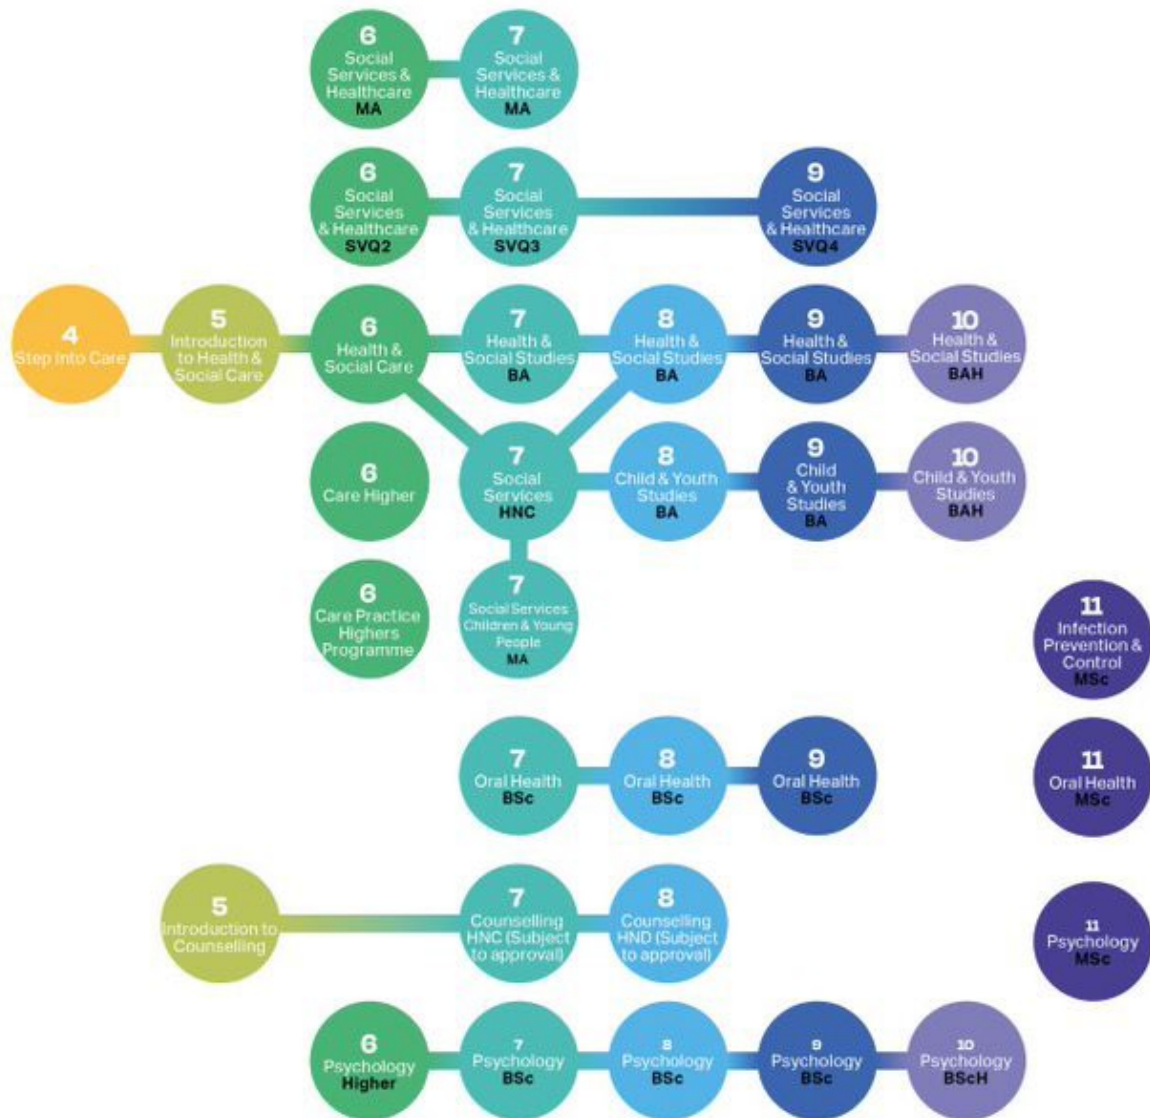 6
Social
Services &
Healthcare
MA
7
Social
Services &
Healthcare
MA
6
Social
Services
& Healthcare
SVQ2
7
Social
Services
& Healthcare
SVQ3
9
Social
Services
& Healthcare
SVQ4
4
Step Into Care
5
Introduction
to Health &
Social Care
6
Health &
Social Care
7
Health &
Social Studies
BA
8
Health &
Social Studies
BA
9
Health &
Social Studies
BA
10
Health &
Social Studies
BAH
6
Care Higher
7
Social
Services
HNC
8
Child & Youth
Studies
BA
9
Child
& Youth
Studies
BA
10
Child & Youth
Studies
BAH
6
Care Practice
Highers
Programme
7
Social Services
Children & Young
People
MA
11
Infection
Prevention &
Control
MSc
7
Oral Health
BSc
8
Oral Health
BSc
9
Oral Health
BSc
11
Oral Health
MSc
5
Introduction to
Counselling
7
Counselling
HNC (Subject
to approval)
8
Counselling
HND (Subject
to approval)
11
Psychology
MSc
6
Psychology
Higher
7
Psychology
BSc
8
Psychology
BSc
9
Psychology
BSc
10
Psychology
BScH